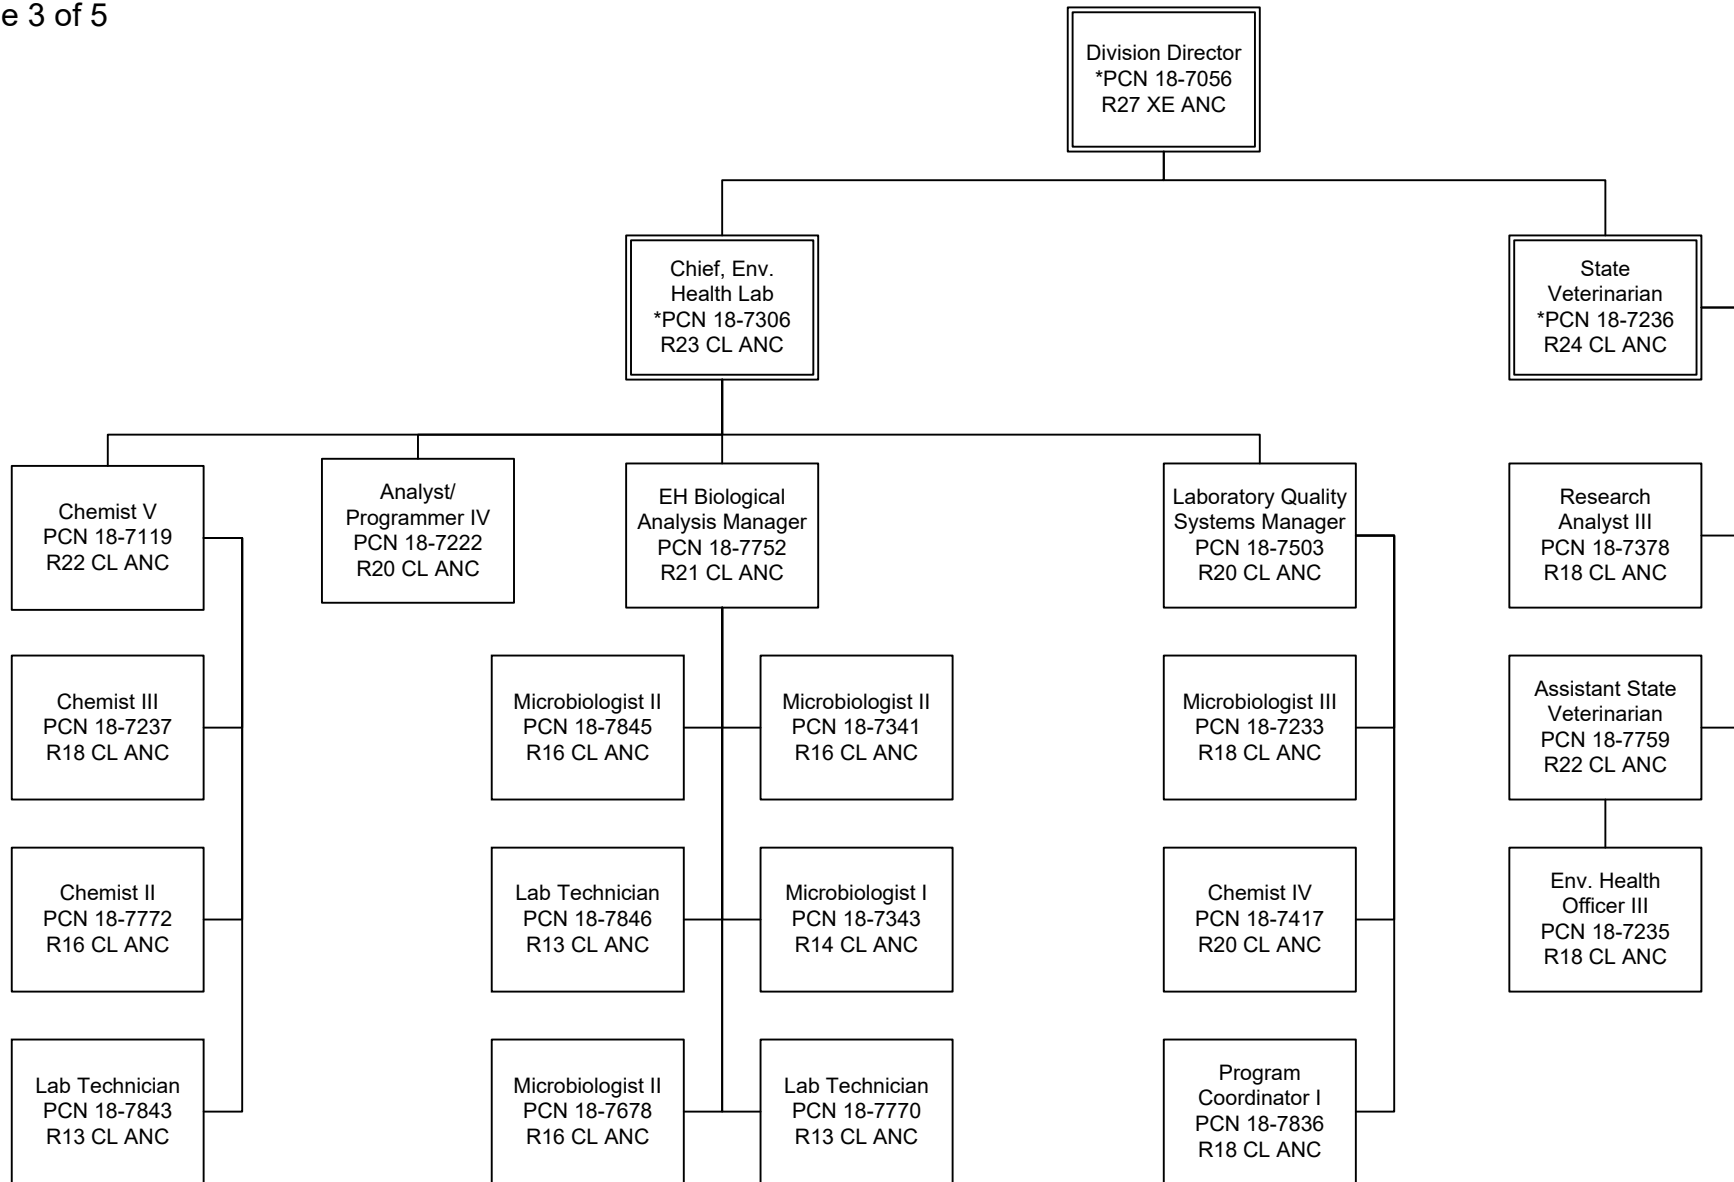 e 3 of 5
Division Director
*PCN 18-7056
R27 XE ANC
Chief, Env.
Health Lab
*PCN 18-7306
R23 CL ANC
State
Veterinarian
*PCN 18-7236
R24 CL ANC
Chemist V
PCN 18-7119
R22 CL ANC
Analyst/
Programmer IV
PCN 18-7222
R20 CL ANC
EH Biological
Analysis Manager
PCN 18-7752
R21 CL ANC
Laboratory Quality
Systems Manager
PCN 18-7503
R20 CL ANC
Research
Analyst III
PCN 18-7378
R18 CL ANC
Chemist III
PCN 18-7237
R18 CL ANC
Microbiologist II
PCN 18-7845
R16 CL ANC
Microbiologist II
PCN 18-7341
R16 CL ANC
Microbiologist III
PCN 18-7233
R18 CL ANC
Assistant State
Veterinarian
PCN 18-7759
R22 CL ANC
Chemist II
PCN 18-7772
R16 CL ANC
Lab Technician
PCN 18-7846
R13 CL ANC
Microbiologist I
PCN 18-7343
R14 CL ANC
Chemist IV
PCN 18-7417
R20 CL ANC
Env. Health
Officer III
PCN 18-7235
R18 CL ANC
Lab Technician
PCN 18-7843
R13 CL ANC
Microbiologist II
PCN 18-7678
R16 CL ANC
Lab Technician
PCN 18-7770
R13 CL ANC
Program
Coordinator I
PCN 18-7836
R18 CL ANC